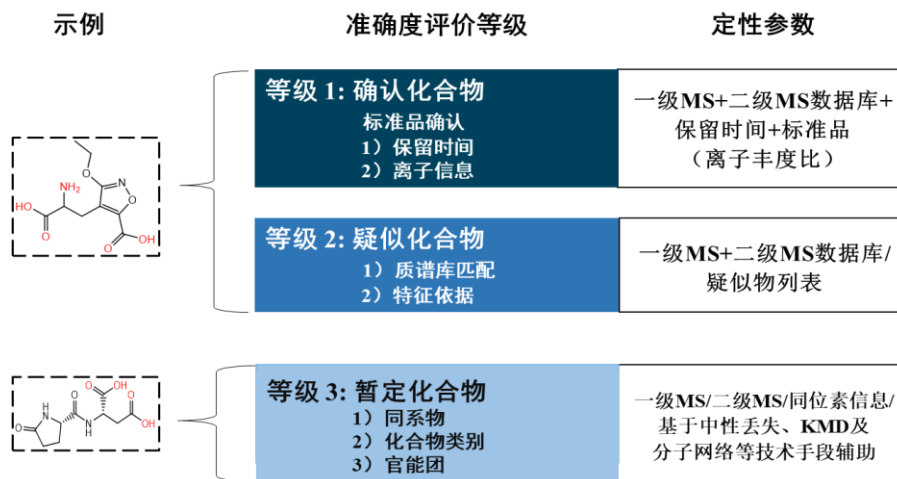 示例
准确度评价等级
定性参数
等级 1: 确认化合物
标准品确认
1）保留时间
2）离子信息
一级MS+二级MS数据库+
保留时间+标准品
（离子丰度比）
O
N
O
NH₂
HO
O
OH
O
等级 2: 疑似化合物
1）质谱库匹配
2）特征依据
一级MS+二级MS数据库/
疑似物列表
等级 3: 暂定化合物
1）同系物
2）化合物类别
3）官能团
一级MS/二级MS/同位素信息/
基于中性丢失、KMD及
分子网络等技术手段辅助
O
OH
O
OH
H
N
O
N
H
O
O